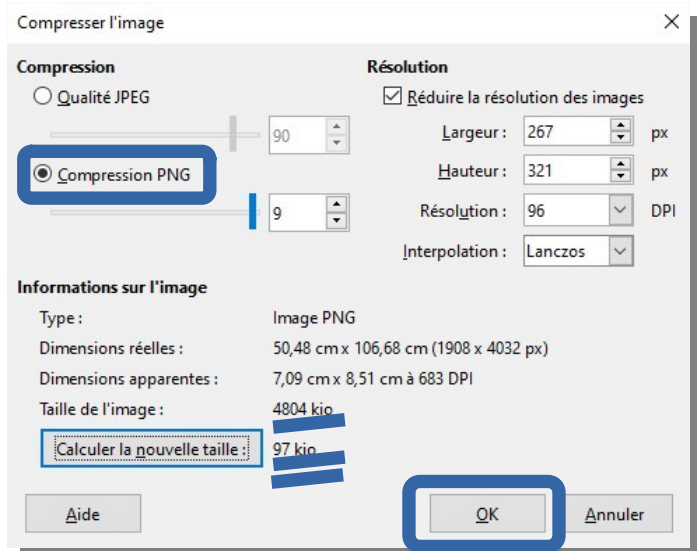 Compresser l'image
Compression
Qualité JPEG
90
Compression PNG
9
Résolution
Réduire la résolution des images
Largeur : 267 px
Hauteur : 321 px
Résolution : 96 DPI
Interpolation : Lanczos
Informations sur l'image
Type : Image PNG
Dimensions réelles : 50,48 cm x 106,68 cm (1908 x 4032 px)
Dimensions apparentes : 7,09 cm x 8,51 cm à 683 DPI
Taille de l'image : 4804 kio
Calculer la nouvelle taille : 97 kio
Aide OK Annuler